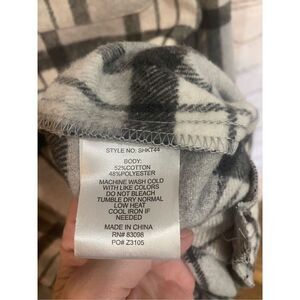 STYLE NO: SHKT44
BODY:
52%COTTON
48%POLYESTER
MACHINE WASH COLD
WITH LIKE COLORS
DO NOT BLEACH
TUMBLE DRY NORMAL
LOW HEAT
COOL IRON IF
NEEDED
MADE IN CHINA
RN# 83098
PO# Z3105